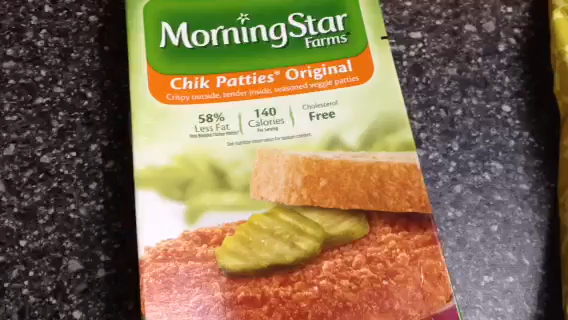 MorningStar
Farms
Chik Patties® Original
Crispy outside, tender inside, seasoned veggie patties
58%
Less Fat
140
Calories
Per Serving
Cholesterol
Free